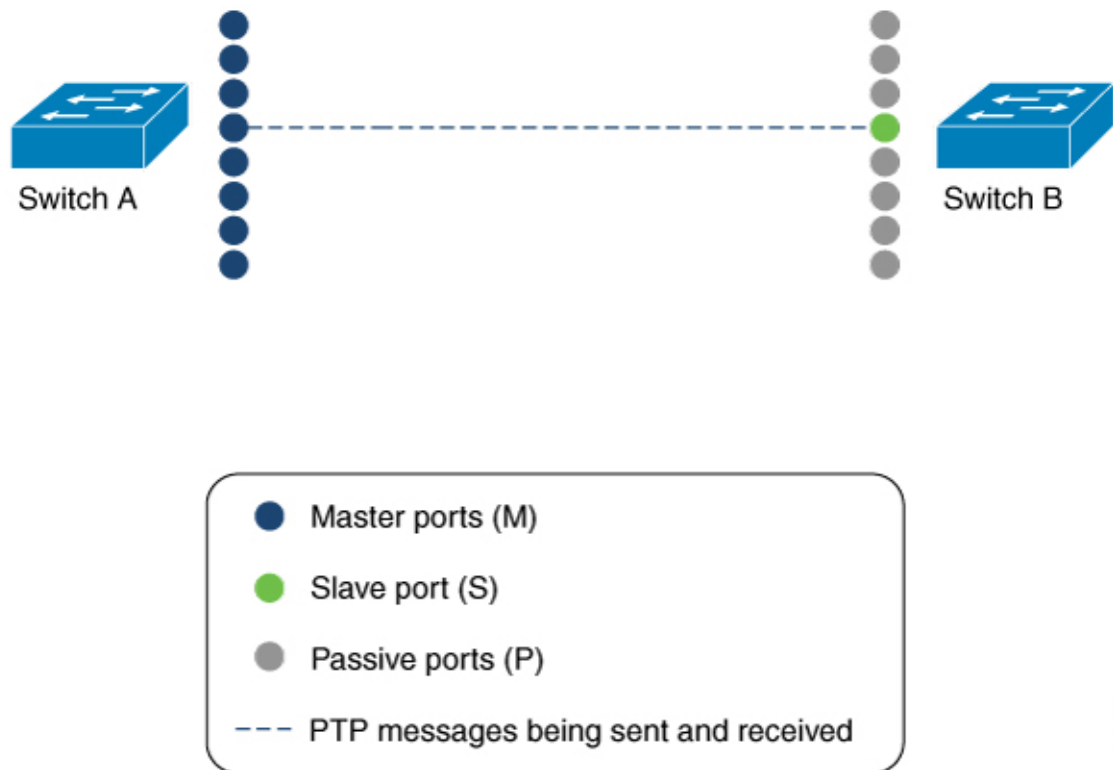 Switch A
Switch B
Master ports (M)
Slave port (S)
Passive ports (P)
PTP messages being sent and received